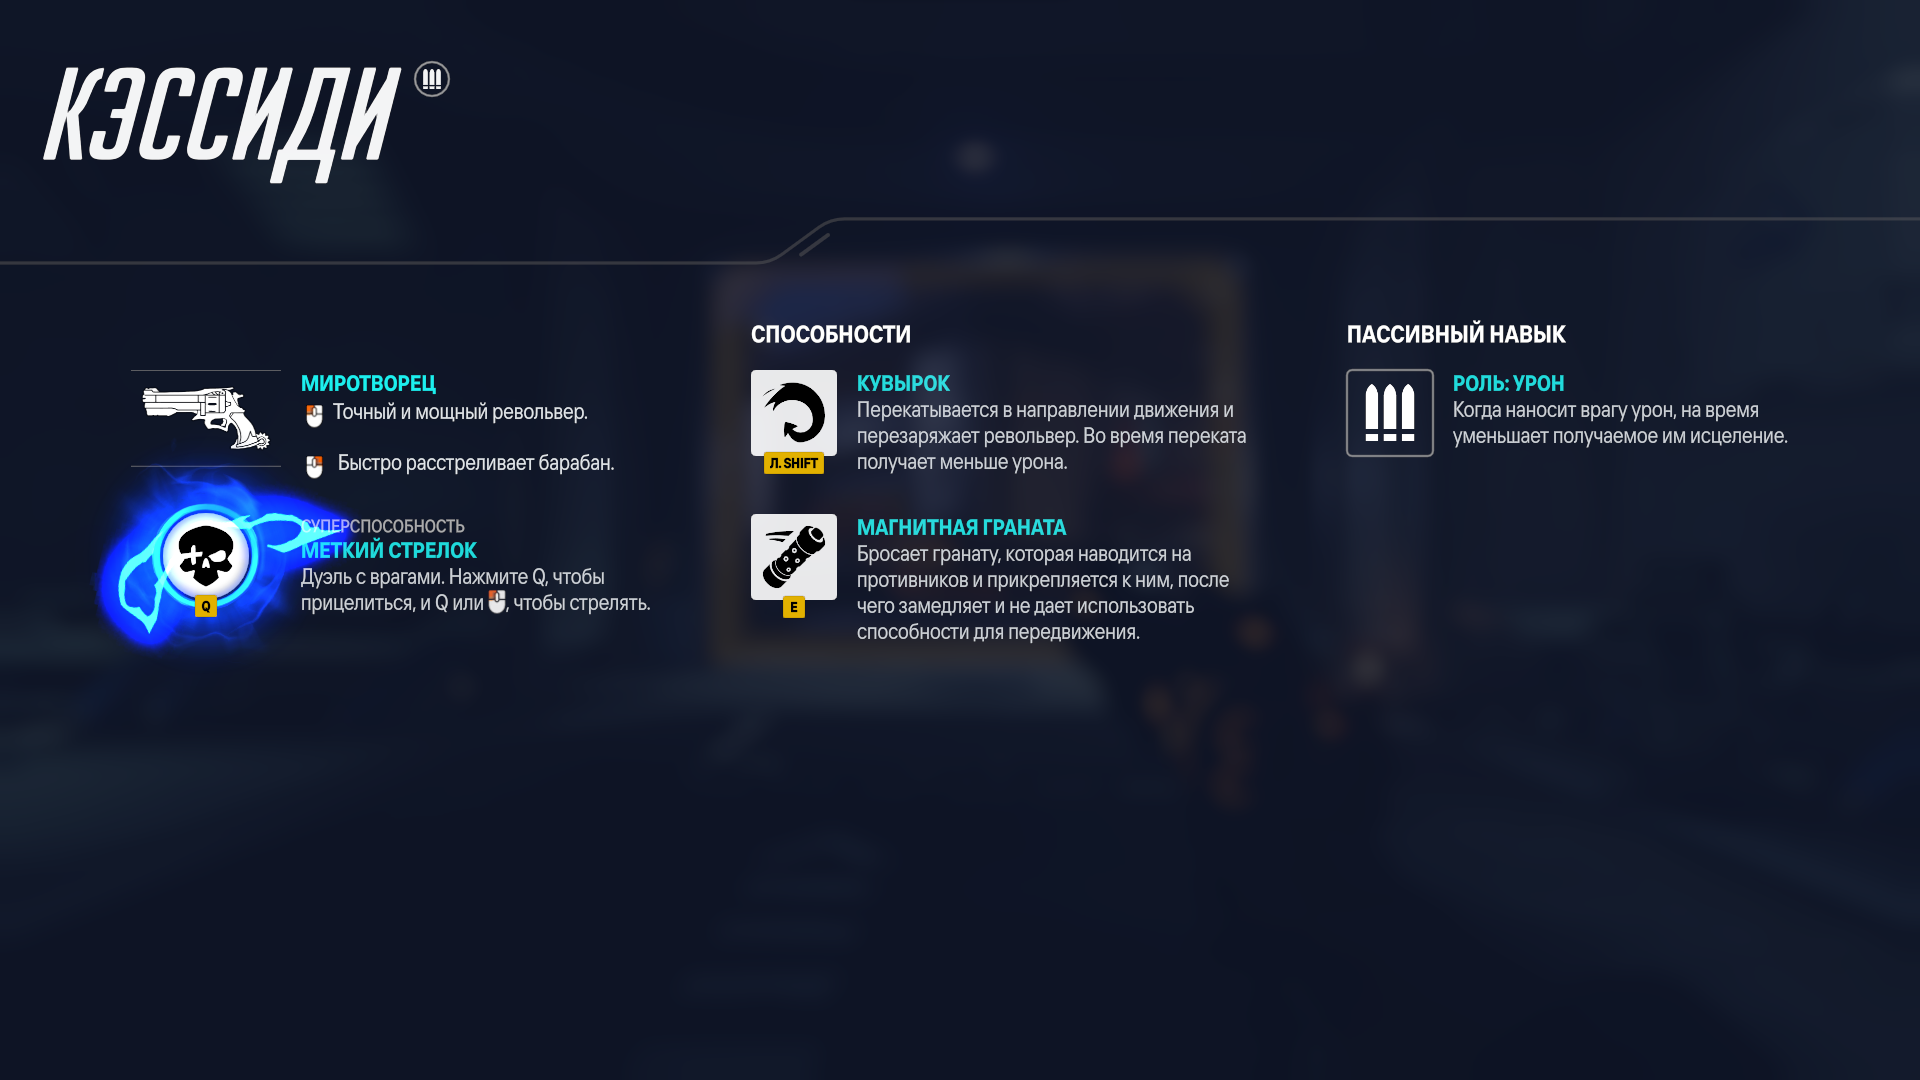 КЭССИДИ
МИРОТВОРЕЦ
Точный и мощный револьвер.
Быстро расстреливает барабан.
СУПЕРСПОСОБНОСТЬ
МЕТКИЙ СТРЕЛОК
Q
Дуэль с врагами. Нажмите Q, чтобы
прицелиться, и Q или , чтобы стрелять.
СПОСОБНОСТИ
КУВЫРОК
Перекатывается в направлении движения и
перезаряжает револьвер. Во время переката
получает меньше урона.
Л. SHIFT
МАГНИТНАЯ ГРАНАТА
Бросает гранату, которая наводится на
противников и прикрепляется к ним, после
чего замедляет и не дает использовать
способности для передвижения.
E
ПАССИВНЫЙ НАВЫК
РОЛЬ: УРОН
Когда наносит врагу урон, на время
уменьшает получаемое им исцеление.